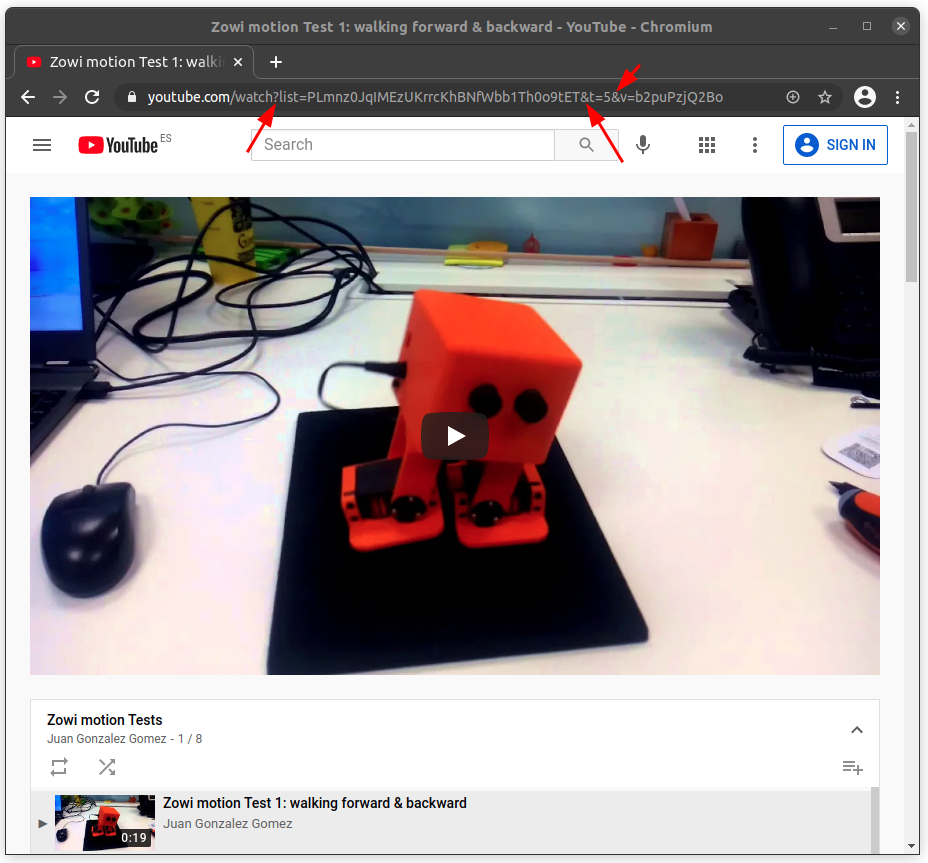 Zowi motion Test 1: walking forward & backward - YouTube - Chromium
Zowi motion Test 1: walki
youtube.com/watch?list=PLmnz0JqIMEzUKrrcKhBNfWbb1Th0o9tET&t=5&v=b2puPzjQ2Bo
YouTube ES
Search
SIGN IN
Zowi motion Tests
Juan Gonzalez Gomez - 1 / 8
Zowi motion Test 1: walking forward & backward
Juan Gonzalez Gomez
0:19